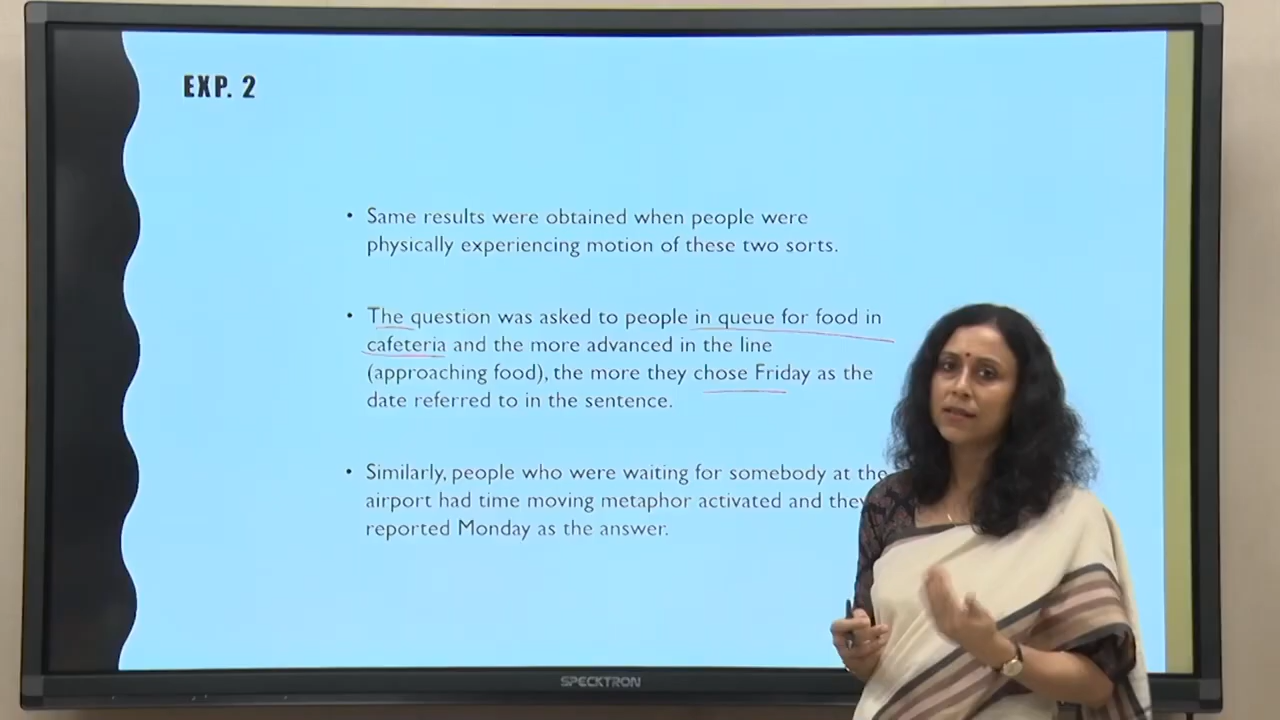 EXP. 2
• Same results were obtained when people were
physically experiencing motion of these two sorts.
• The question was asked to people in queue for food in
cafeteria and the more advanced in the line
(approaching food), the more they chose Friday as the
date referred to in the sentence.
• Similarly, people who were waiting for somebody at the
airport had time moving metaphor activated and they
reported Monday as the answer.
SPECKTRON